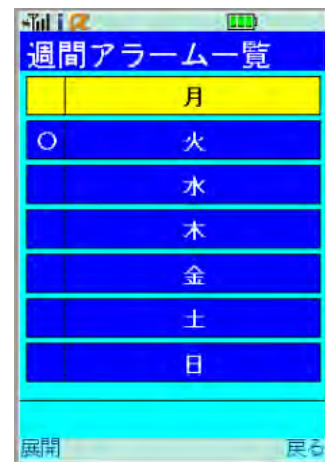 週間アラーム一覧
月
○ 火
水
木
金
土
日
展開 戻る